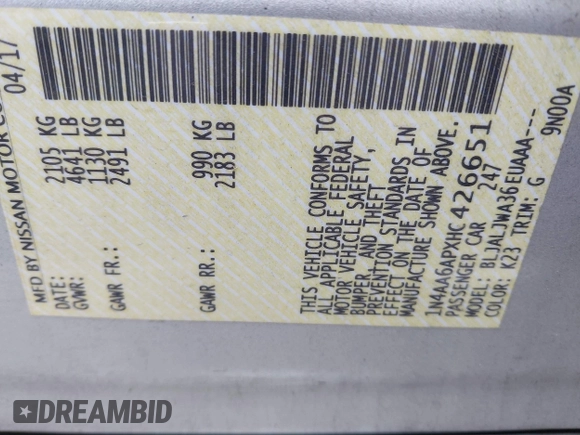 MFD BY NISSAN MOTOR CO
DATE: 04/17
GVWR: 2105 KG
4641 LB
GAWR FR.: 1130 KG
2491 LB
GAWR RR.: 990 KG
2183 LB
THIS VEHICLE CONFORMS TO
ALL APPLICABLE FEDERAL
MOTOR VEHICLE SAFETY,
BUMPER, AND THEFT
PREVENTION STANDARDS IN
EFFECT ON THE DATE OF
MANUFACTURE SHOWN ABOVE.
1N4AA6APXHC426651
PASSENGER CAR 247
MODEL: BLJALJWA36EUAAA---
COLOR: K23 TRIM: G 9N00A
DREAMBID